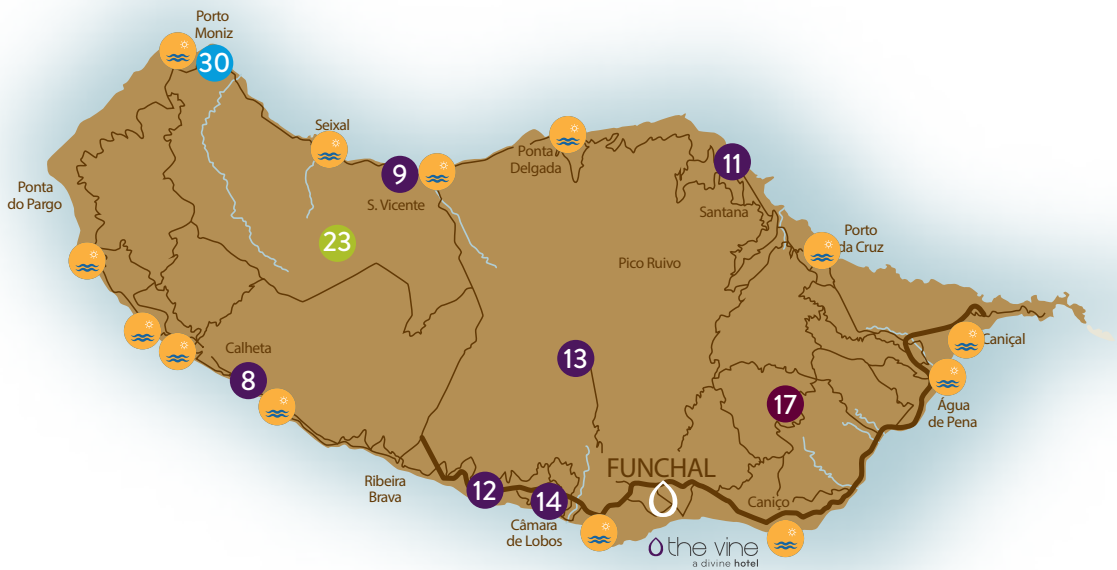 Porto
Moniz
30
Seixal
Ponta
Delgada
9
11
S. Vicente
Ponta
do Pargo
Santana
23
Porto
da Cruz
Pico Ruivo
Caniçal
Calheta
13
8
17
Água
de Pena
FUNCHAL
Ribeira
Brava
12
14
Caniço
Câmara
de Lobos
the vine
a divine hotel